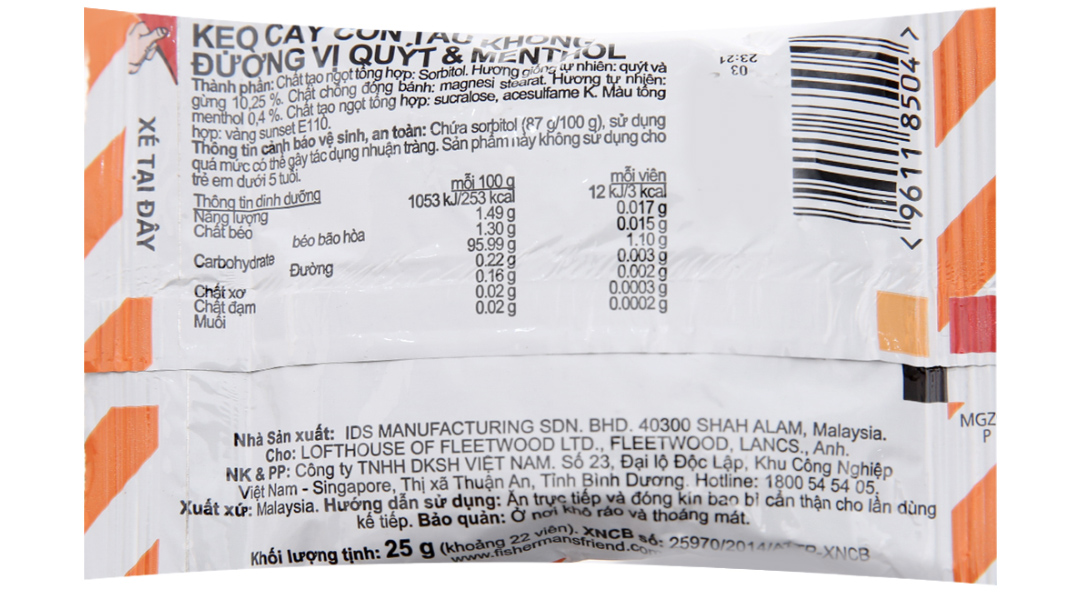 KẸO CAY CON TÀU KHÔNG
ĐƯỜNG VỊ QUÝT & MENTHOL
Thành phần: Chất tạo ngọt tổng hợp: Sorbitol. Hương giống tự nhiên: quýt và
gừng 10,25 %. Chất chống đóng bánh: magnesi stearat. Hương tự nhiên:
menthol 0,4 %. Chất tạo ngọt tổng hợp: sucralose, acesulfame K. Màu tổng
hợp: vàng sunset E110.
Thông tin cảnh báo vệ sinh, an toàn: Chứa sorbitol (87 g/100 g), sử dụng
quá mức có thể gây tác dụng nhuận tràng. Sản phẩm này không sử dụng cho
trẻ em dưới 5 tuổi.
Thông tin dinh dưỡng mỗi 100 g mỗi viên
Năng lượng 1053 kJ/253 kcal 12 kJ/3 kcal
Chất béo 1.49 g 0.017 g
béo bão hòa 1.30 g 0.015 g
Carbohydrate 95.99 g 1.10 g
Đường 0.22 g 0.003 g
Chất xơ 0.16 g 0.002 g
Chất đạm 0.02 g 0.0003 g
Muối 0.02 g 0.0002 g
XÉ TẠI ĐÂY
03
23:21
<96118504>
MGZ
P
Nhà Sản xuất: IDS MANUFACTURING SDN. BHD. 40300 SHAH ALAM, Malaysia.
Cho: LOFTHOUSE OF FLEETWOOD LTD., FLEETWOOD, LANCS., Anh.
NK & PP: Công ty TNHH DKSH VIỆT NAM. Số 23, Đại lộ Độc Lập, Khu Công Nghiệp
Việt Nam - Singapore, Thị xã Thuận An, Tỉnh Bình Dương. Hotline: 1800 54 54 05.
Xuất xứ: Malaysia. Hướng dẫn sử dụng: Ăn trực tiếp và đóng kín bao bì cẩn thận cho lần dùng
kế tiếp. Bảo quản: Ở nơi khô ráo và thoáng mát.
Khối lượng tịnh: 25 g (khoảng 22 viên). XNCB số: 25970/2014/ATTP-XNCB
www.fishermansfriend.com